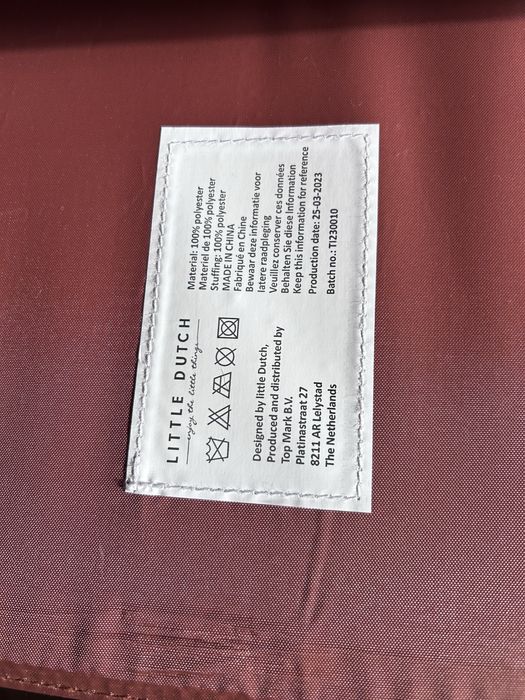 LITTLE DUTCH
enjoy the little things
Designed by little Dutch,
Produced and distributed by
Top Mark B.V.
Platinastraat 27
8211 AR Lelystad
The Netherlands
Material: 100% polyester
Materiel de 100% polyester
Stuffing: 100% polyester
MADE IN CHINA
Fabriqué en Chine
Bewaar deze informatie voor
latere raadpleging
Veuillez conserver ces données
Behalten Sie diese Information
Keep this information for reference
Production date: 25-03-2023
Batch no.: TI230010